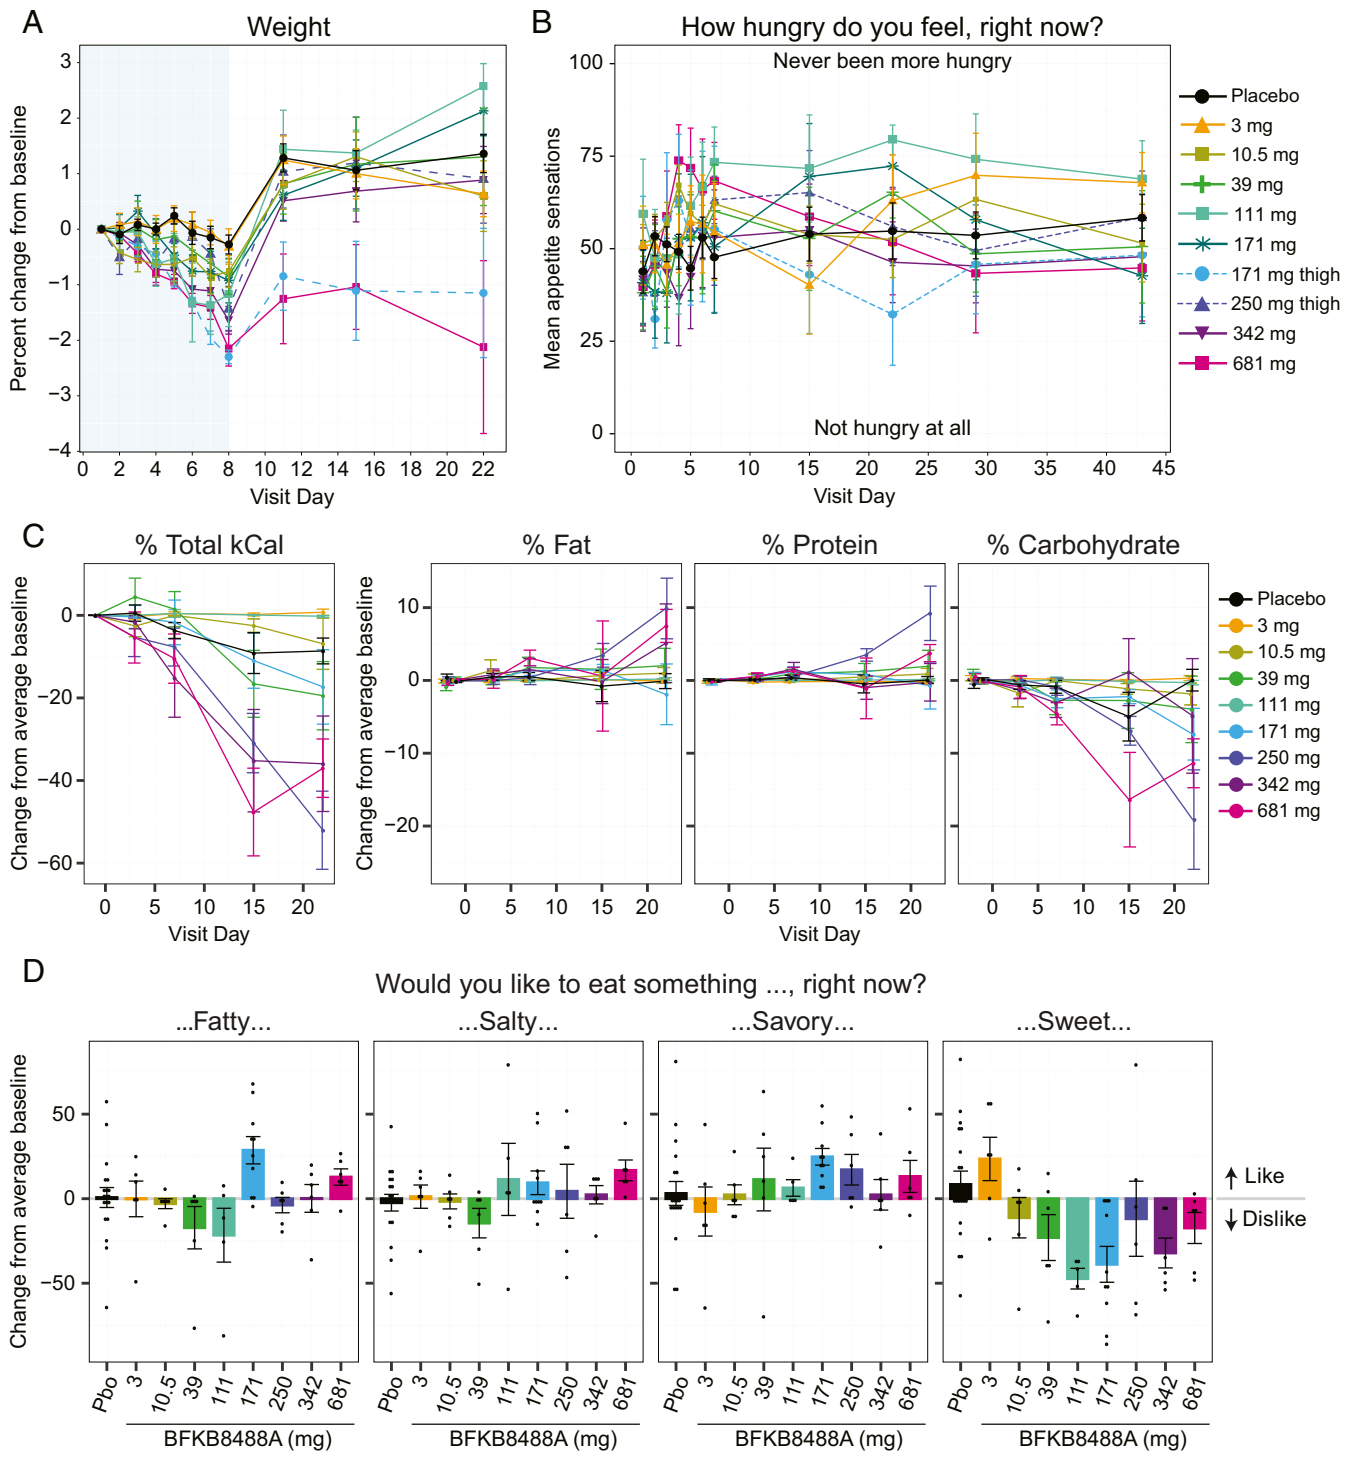 A
Weight
B
How hungry do you feel, right now?
Percent change from baseline
3
2
1
0
−1
−2
−3
−4
0 2 4 6 8 10 12 14 16 18 20 22
Visit Day
Mean appetite sensations
100
75
50
25
0
Never been more hungry
Not hungry at all
0 5 10 15 20 25 30 35 40 45
Visit Day
Placebo
3 mg
10.5 mg
39 mg
111 mg
171 mg
171 mg thigh
250 mg thigh
342 mg
681 mg
C
% Total kCal
% Fat
% Protein
% Carbohydrate
Change from average baseline
0
−20
−40
−60
0 5 10 15 20
Visit Day
Change from average baseline
10
0
−10
−20
0 5 10 15 20
0 5 10 15 20
0 5 10 15 20
Visit Day
Placebo
3 mg
10.5 mg
39 mg
111 mg
171 mg
250 mg
342 mg
681 mg
D
Would you like to eat something ..., right now?
...Fatty...
...Salty...
...Savory...
...Sweet...
Change from average baseline
50
0
−50
Like
Dislike
Pbo 3 10.5 39 111 171 250 342 681
Pbo 3 10.5 39 111 171 250 342 681
Pbo 3 10.5 39 111 171 250 342 681
Pbo 3 10.5 39 111 171 250 342 681
BFKB8488A (mg)
BFKB8488A (mg)
BFKB8488A (mg)
BFKB8488A (mg)